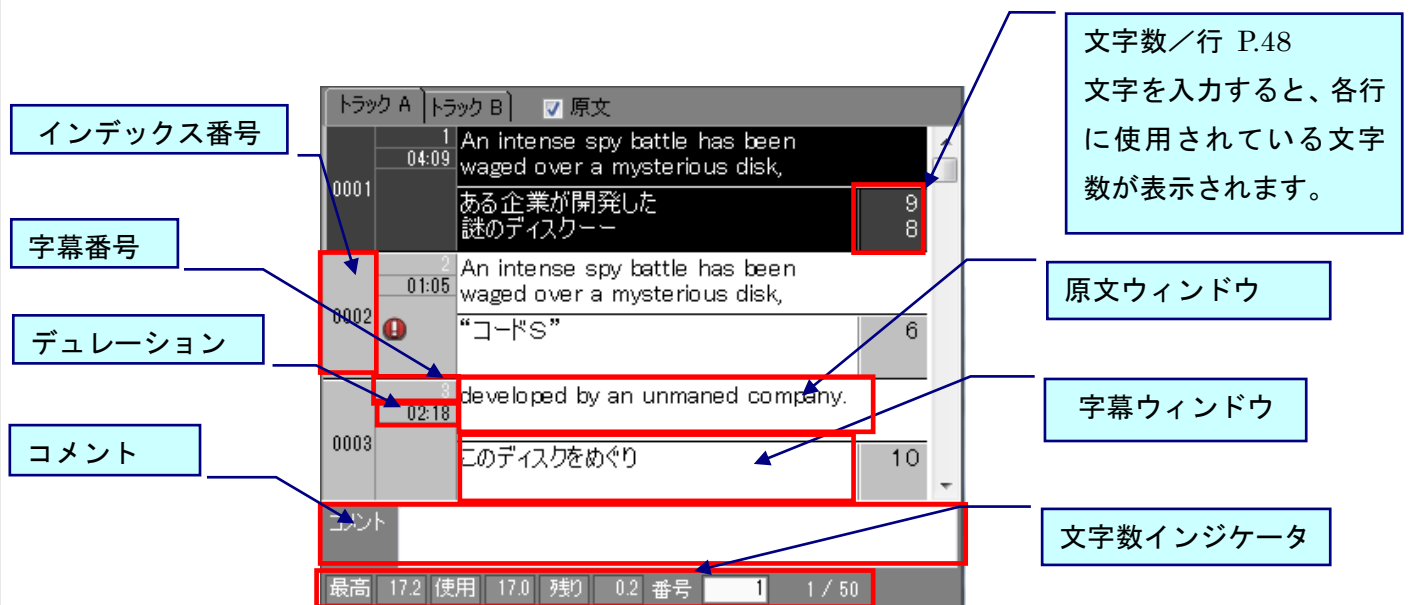 文字数／行 P.48
文字を入力すると、各行
に使用されている文字
数が表示されます。
インデックス番号
字幕番号
デュレーション
コメント
原文ウィンドウ
字幕ウィンドウ
文字数インジケータ
トラック A トラック B 原文
1
04:09
0001
An intense spy battle has been
waged over a mysterious disk,
ある企業が開発した 9
謎のディスクーー 8
2
01:05
0002
An intense spy battle has been
waged over a mysterious disk,
“コードS” 6
3
02:18
0003
developed by an unmaned company.
このディスクをめぐり 10
コメント
最高 17.2 使用 17.0 残り 0.2 番号 1 1 / 50